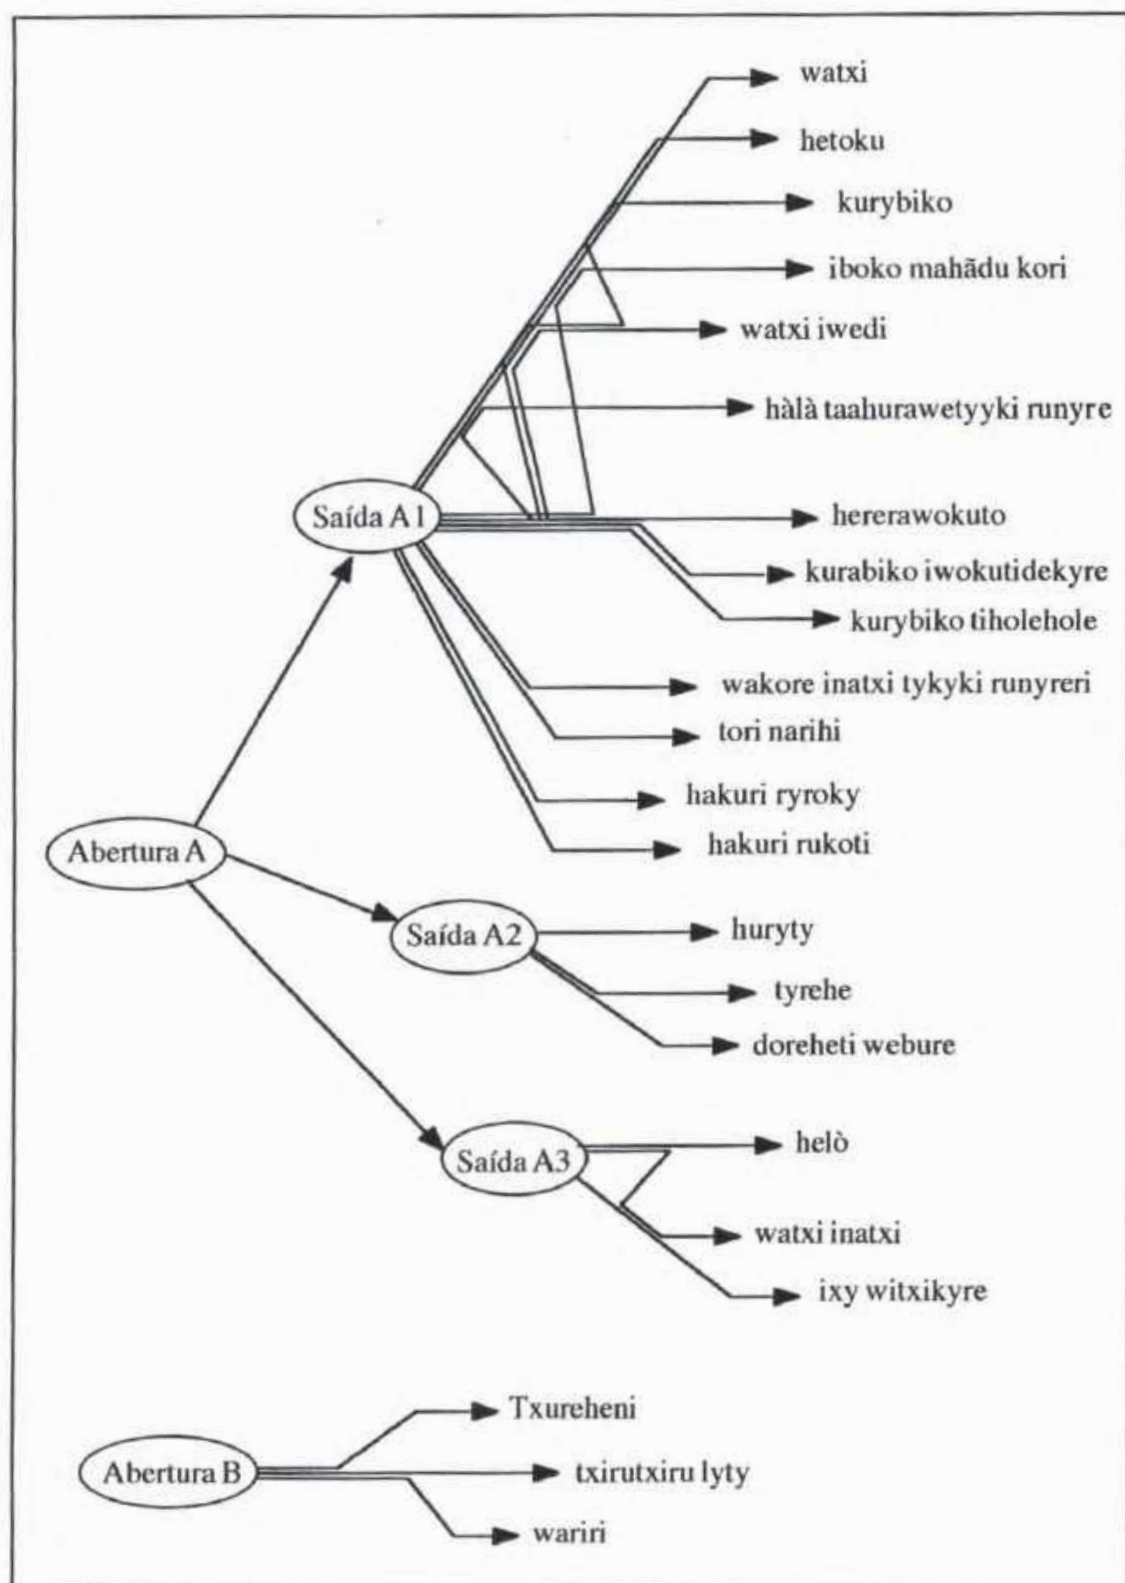 watxi
hetoku
kurybiko
iboko mahãdu kori
watxi iwedi
hàlà taahurawetyyki runyre
Saída A1
hererawokuto
kurabiko iwokutidekyre
kurybiko tiholehole
wakore inatxi tykyki runyreri
tori narihi
hakuri ryroky
hakuri rukoti
Abertura A
Saída A2
huryty
tyrehe
doreheti webure
Saída A3
helò
watxi inatxi
ixy witxikyre
Txureheni
Abertura B
txirutxiru lyty
wariri